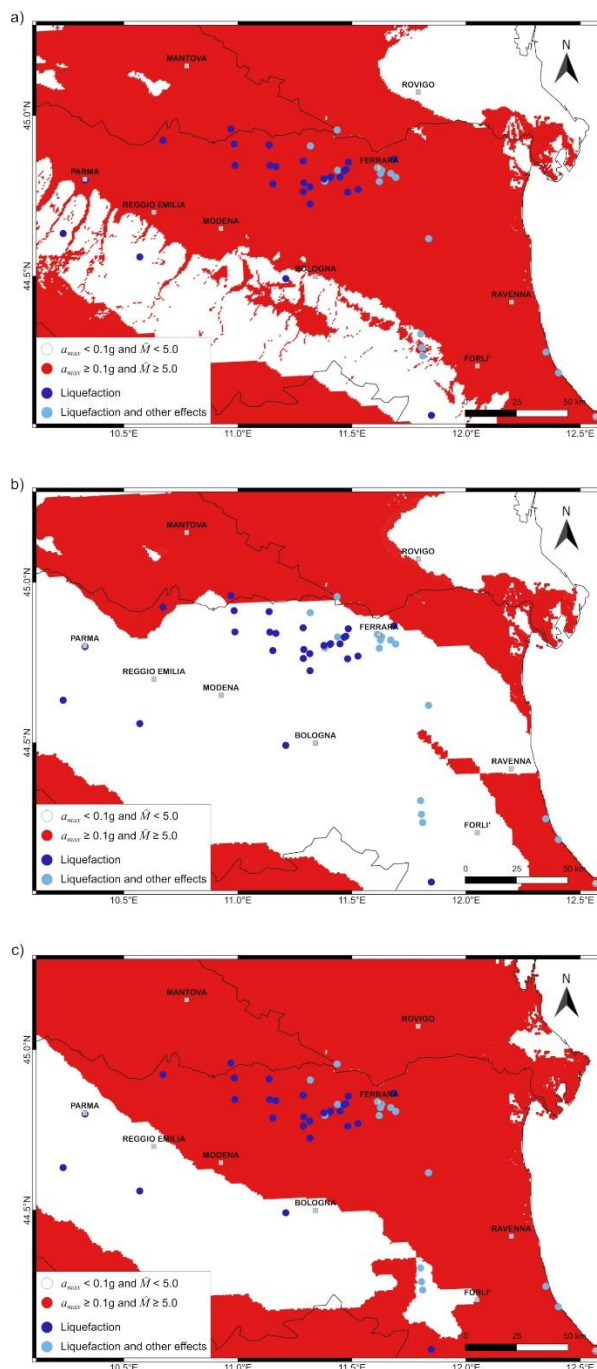 a)
N
MANTOVA
ROVIGO
45.0°N
FERRARA
PARMA
REGGIO EMILIA
MODENA
BOLOGNA
44.5°N
RAVENNA
a_max < 0.1g and M̂ < 5.0
a_max ≥ 0.1g and M̂ ≥ 5.0
FORLI'
Liquefaction
Liquefaction and other effects
0 25 50 km
10.5°E 11.0°E 11.5°E 12.0°E 12.5°E
b)
N
MANTOVA
ROVIGO
45.0°N
FERRARA
PARMA
REGGIO EMILIA
MODENA
BOLOGNA
44.5°N
RAVENNA
a_max < 0.1g and M̂ < 5.0
a_max ≥ 0.1g and M̂ ≥ 5.0
FORLI'
Liquefaction
Liquefaction and other effects
0 25 50 km
10.5°E 11.0°E 11.5°E 12.0°E 12.5°E
c)
N
MANTOVA
ROVIGO
45.0°N
FERRARA
PARMA
REGGIO EMILIA
MODENA
BOLOGNA
44.5°N
RAVENNA
a_max < 0.1g and M̂ < 5.0
a_max ≥ 0.1g and M̂ ≥ 5.0
FORLI'
Liquefaction
Liquefaction and other effects
0 25 50 km
10.5°E 11.0°E 11.5°E 12.0°E 12.5°E